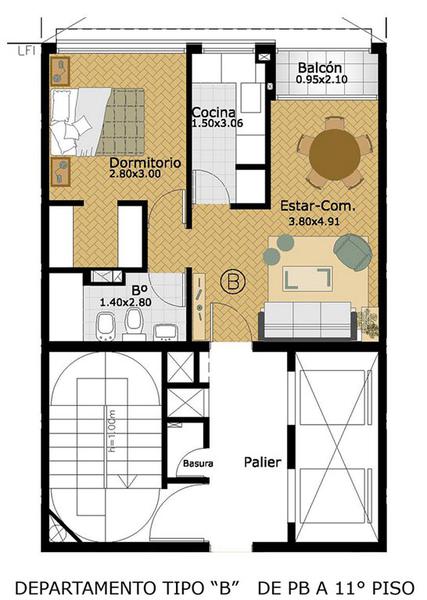 LFI
Balcón
0.95x2.10
Cocina
1.50x3.06
Dormitorio
2.80x3.00
Estar-Com.
3.80x4.91
B
Bº
1.40x2.80
h=1.00m
Basura
Palier
DEPARTAMENTO TIPO “B” DE PB A 11° PISO